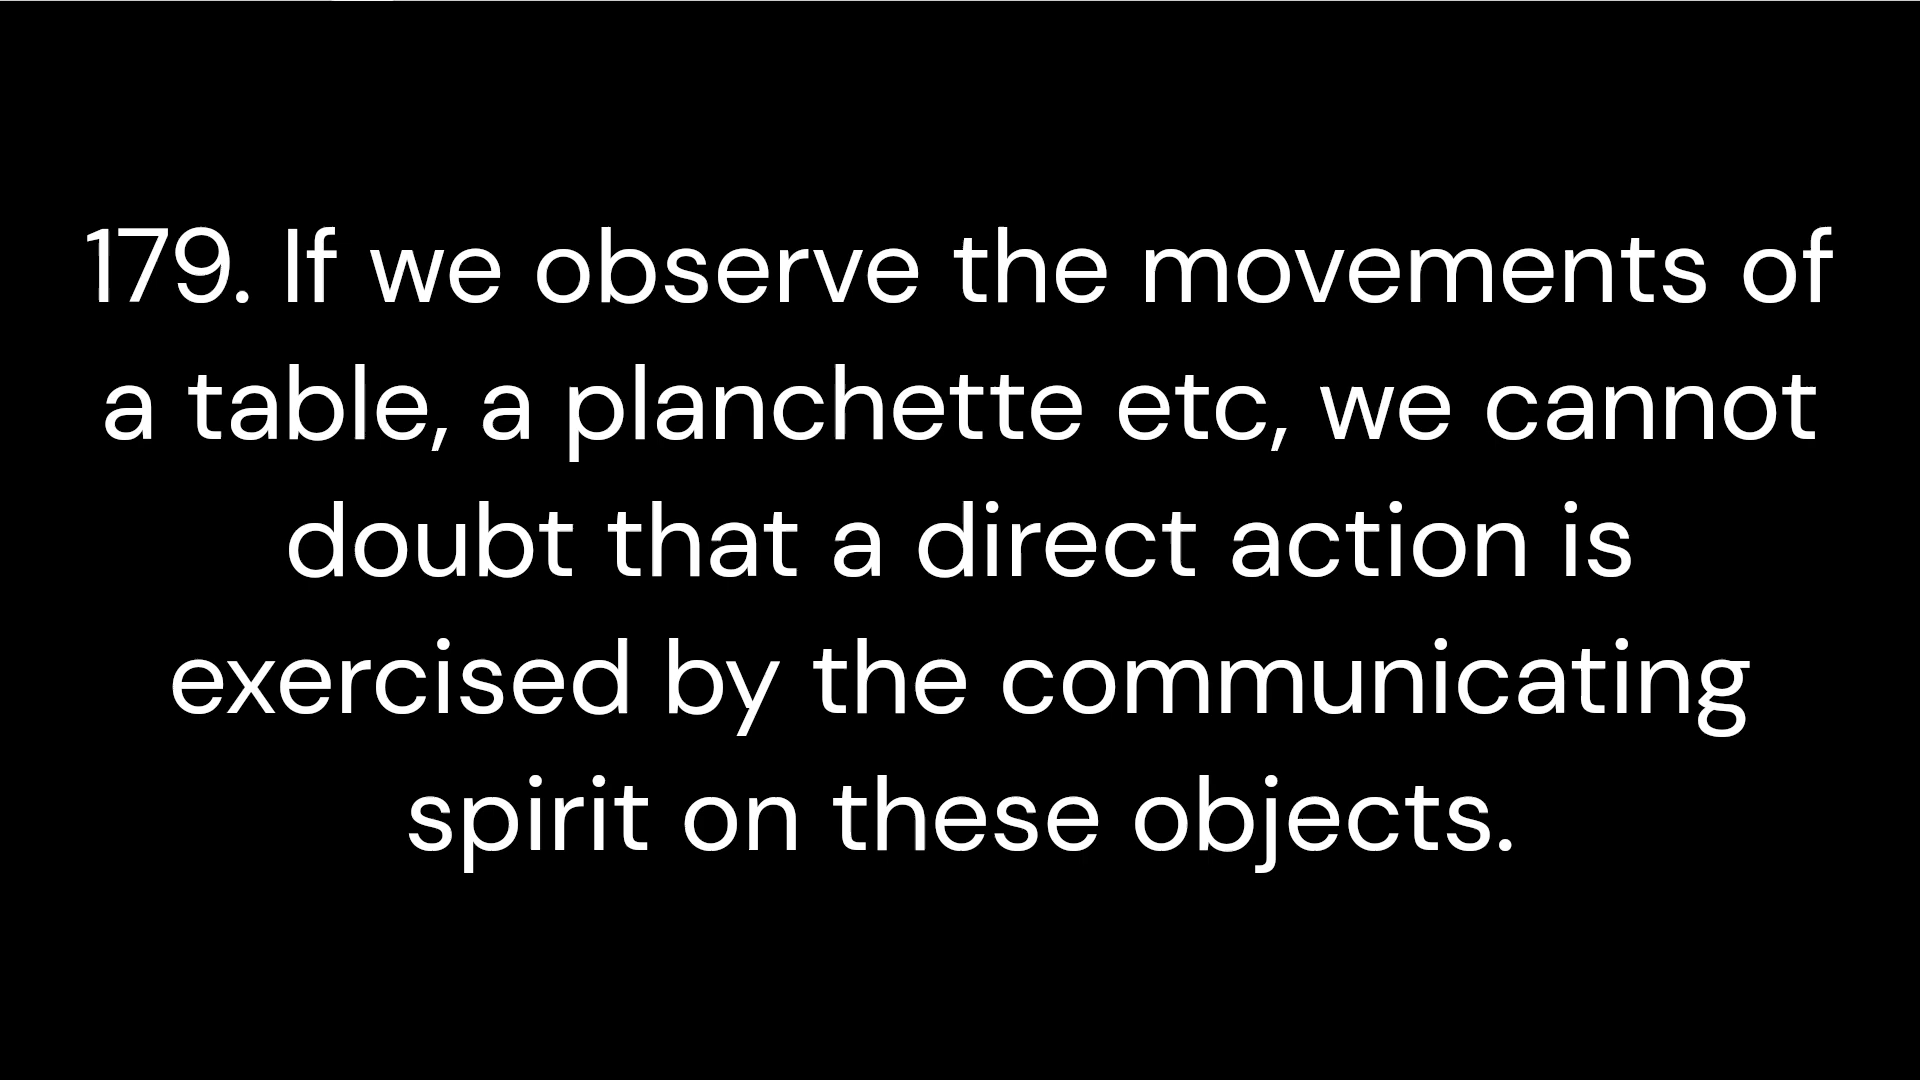 179. If we observe the movements of
a table, a planchette etc, we cannot
doubt that a direct action is
exercised by the communicating
spirit on these objects.